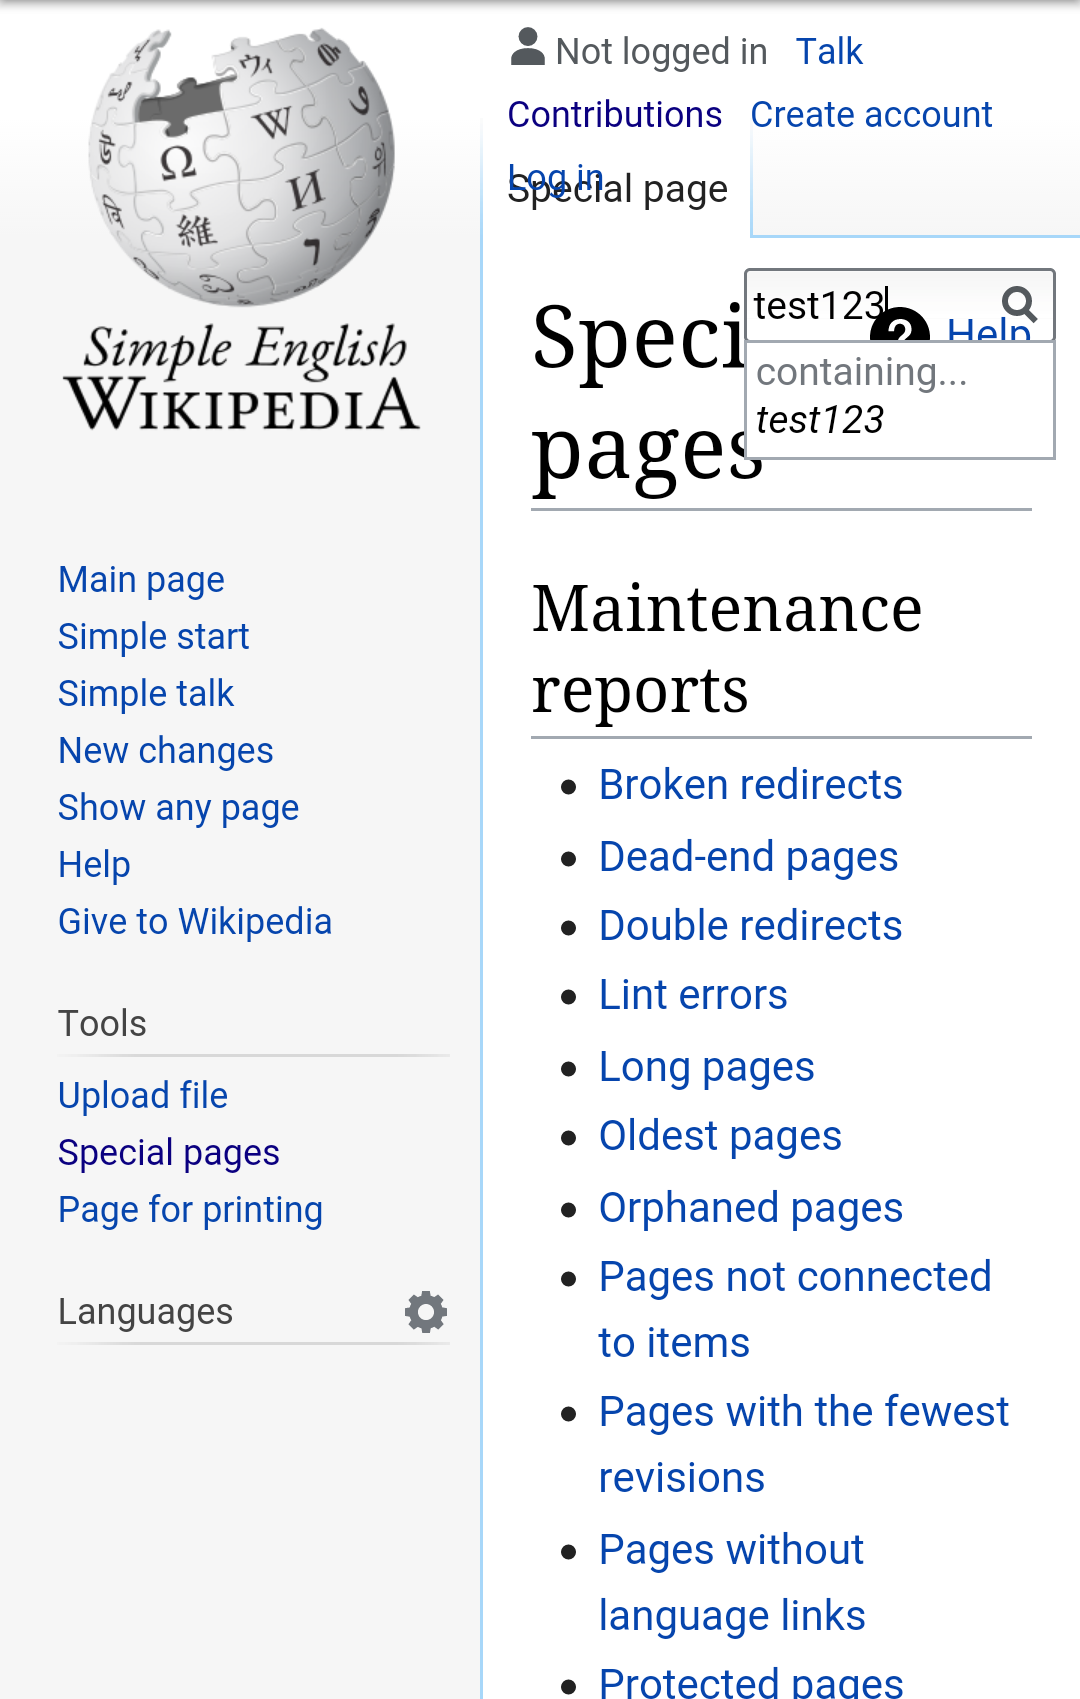 Simple English
WIKIPEDIA
Main page
Simple start
Simple talk
New changes
Show any page
Help
Give to Wikipedia
Tools
Upload file
Special pages
Page for printing
Languages
Not logged in Talk
Contributions Create account
Log in
Special page
test123
Help
containing...
test123
Speci
pages
Maintenance
reports
Broken redirects
Dead-end pages
Double redirects
Lint errors
Long pages
Oldest pages
Orphaned pages
Pages not connected
to items
Pages with the fewest
revisions
Pages without
language links
Protected pages